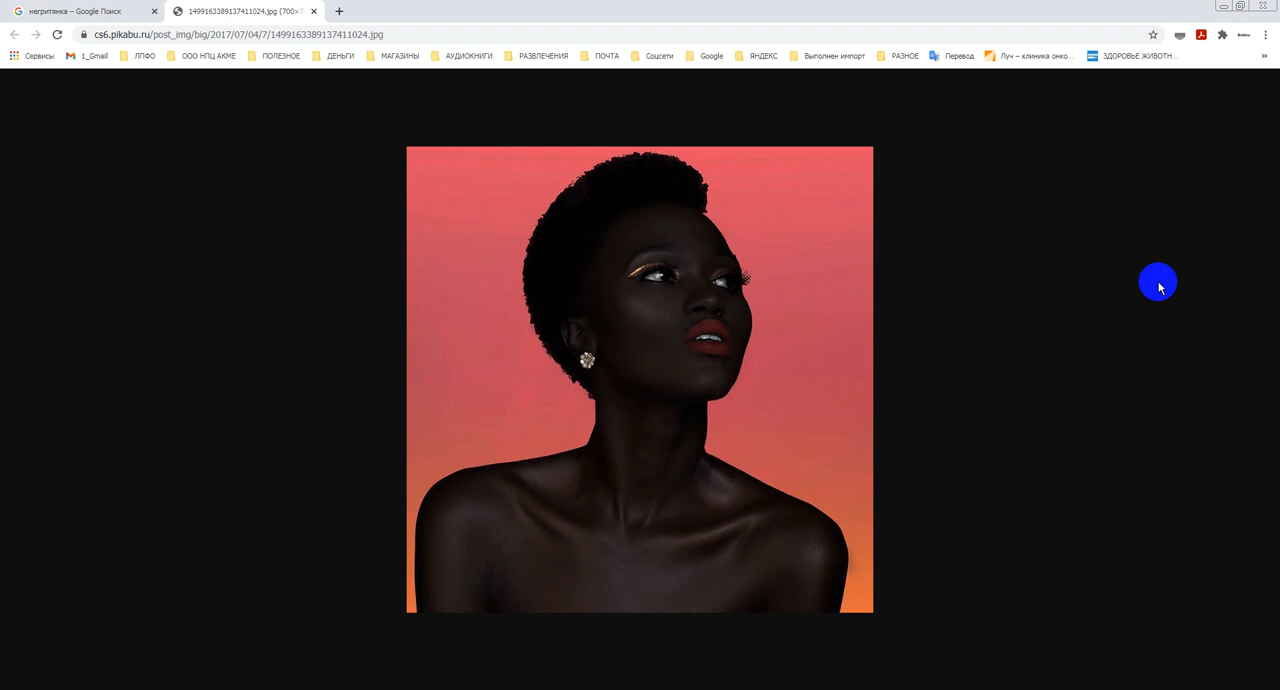 негритянка – Google Поиск
1499163389137411024.jpg (700×7
cs6.pikabu.ru/post_img/big/2017/07/04/7/1499163389137411024.jpg
Сервисы 1_Gmail ЛПФО ООО НПЦ АКМЕ ПОЛЕЗНОЕ ДЕНЬГИ МАГАЗИНЫ АУДИОКНИГИ РАЗВЛЕЧЕНИЯ ПОЧТА Соцсети Google ЯНДЕКС Выполнен импорт РАЗНОЕ Перевод Луч – клиника онко... ЗДОРОВЬЕ ЖИВОТН...